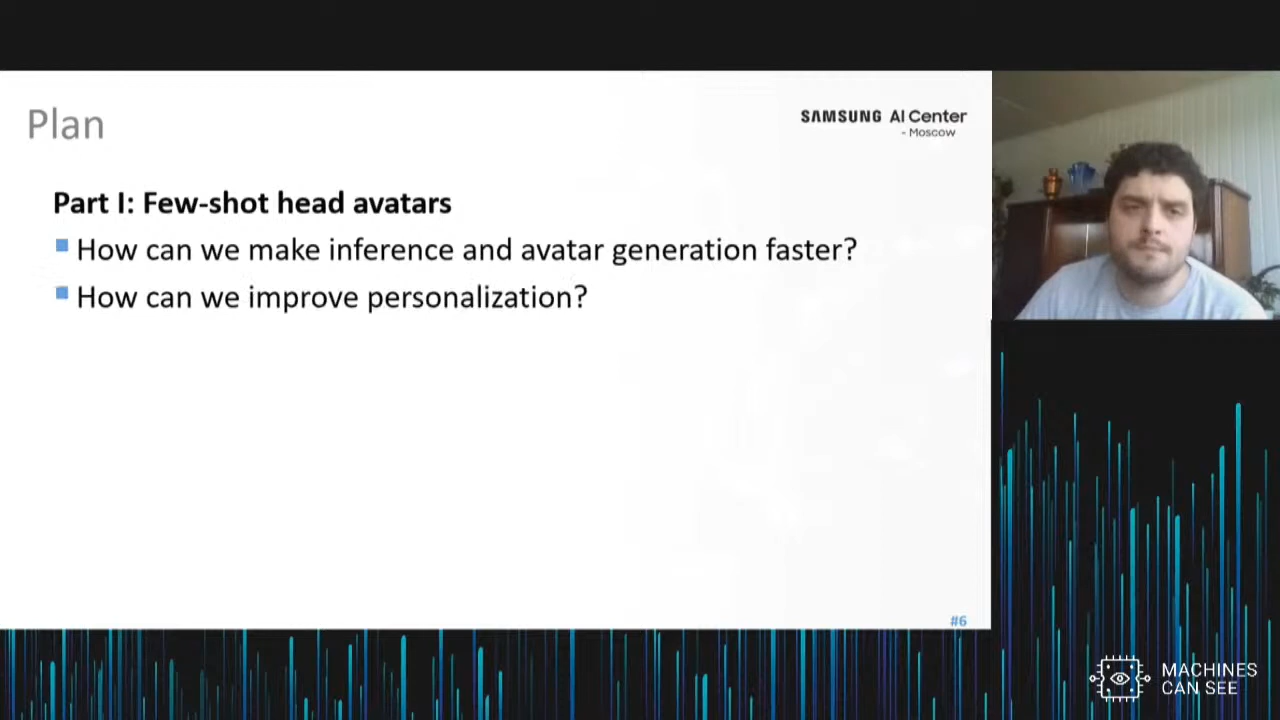 Plan
SAMSUNG AI Center
- Moscow
Part I: Few-shot head avatars
How can we make inference and avatar generation faster?
How can we improve personalization?
#6
MACHINES
CAN SEE